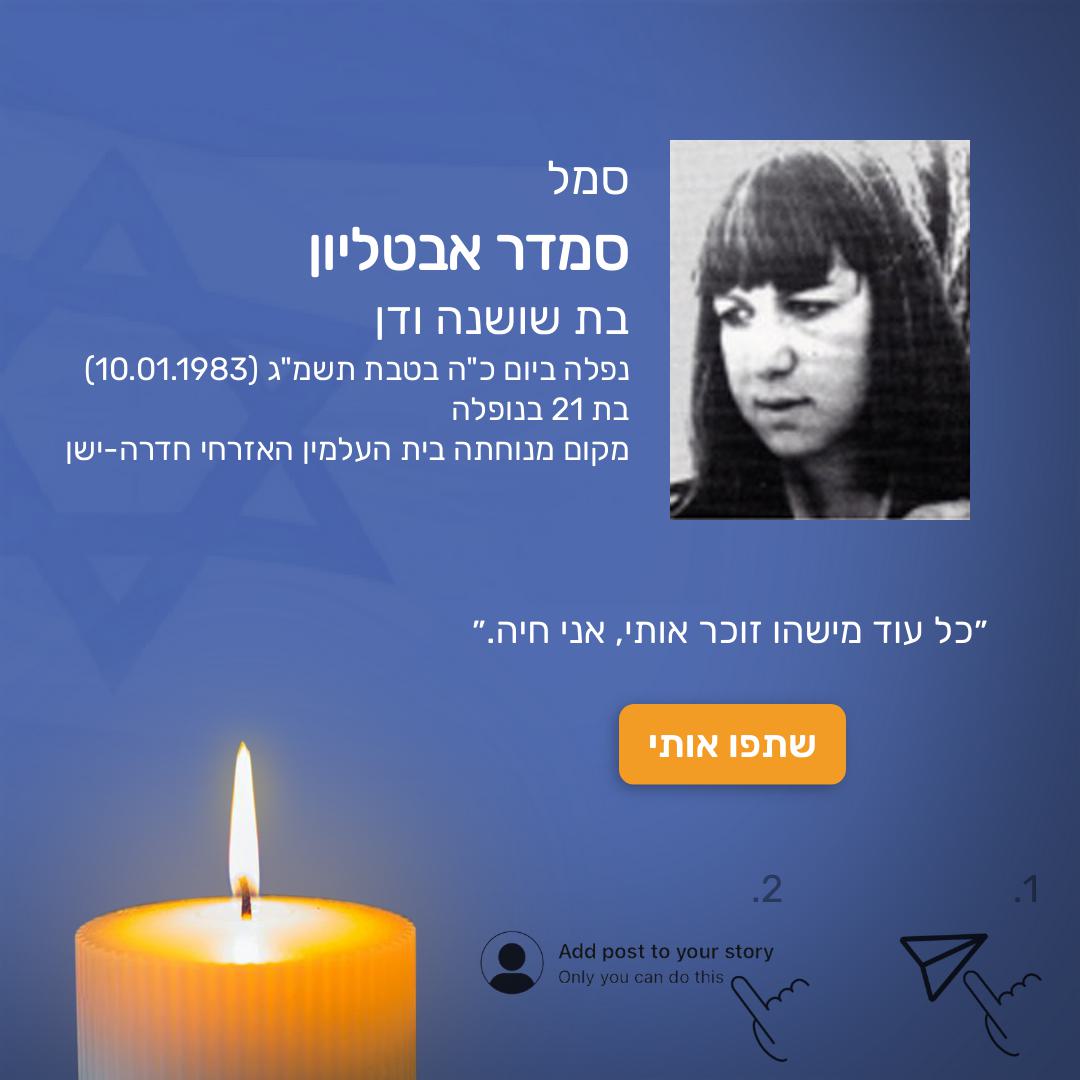 סמל
סמדר אבטליון
בת שושנה ודן
נפלה ביום כ"ה בטבת תשמ"ג (10.01.1983)
בת 21 בנופלה
מקום מנוחתה בית העלמין האזרחי חדרה-ישן
״כל עוד מישהו זוכר אותי, אני חיה.״
שתפו אותי
1.
2.
Add post to your story
Only you can do this